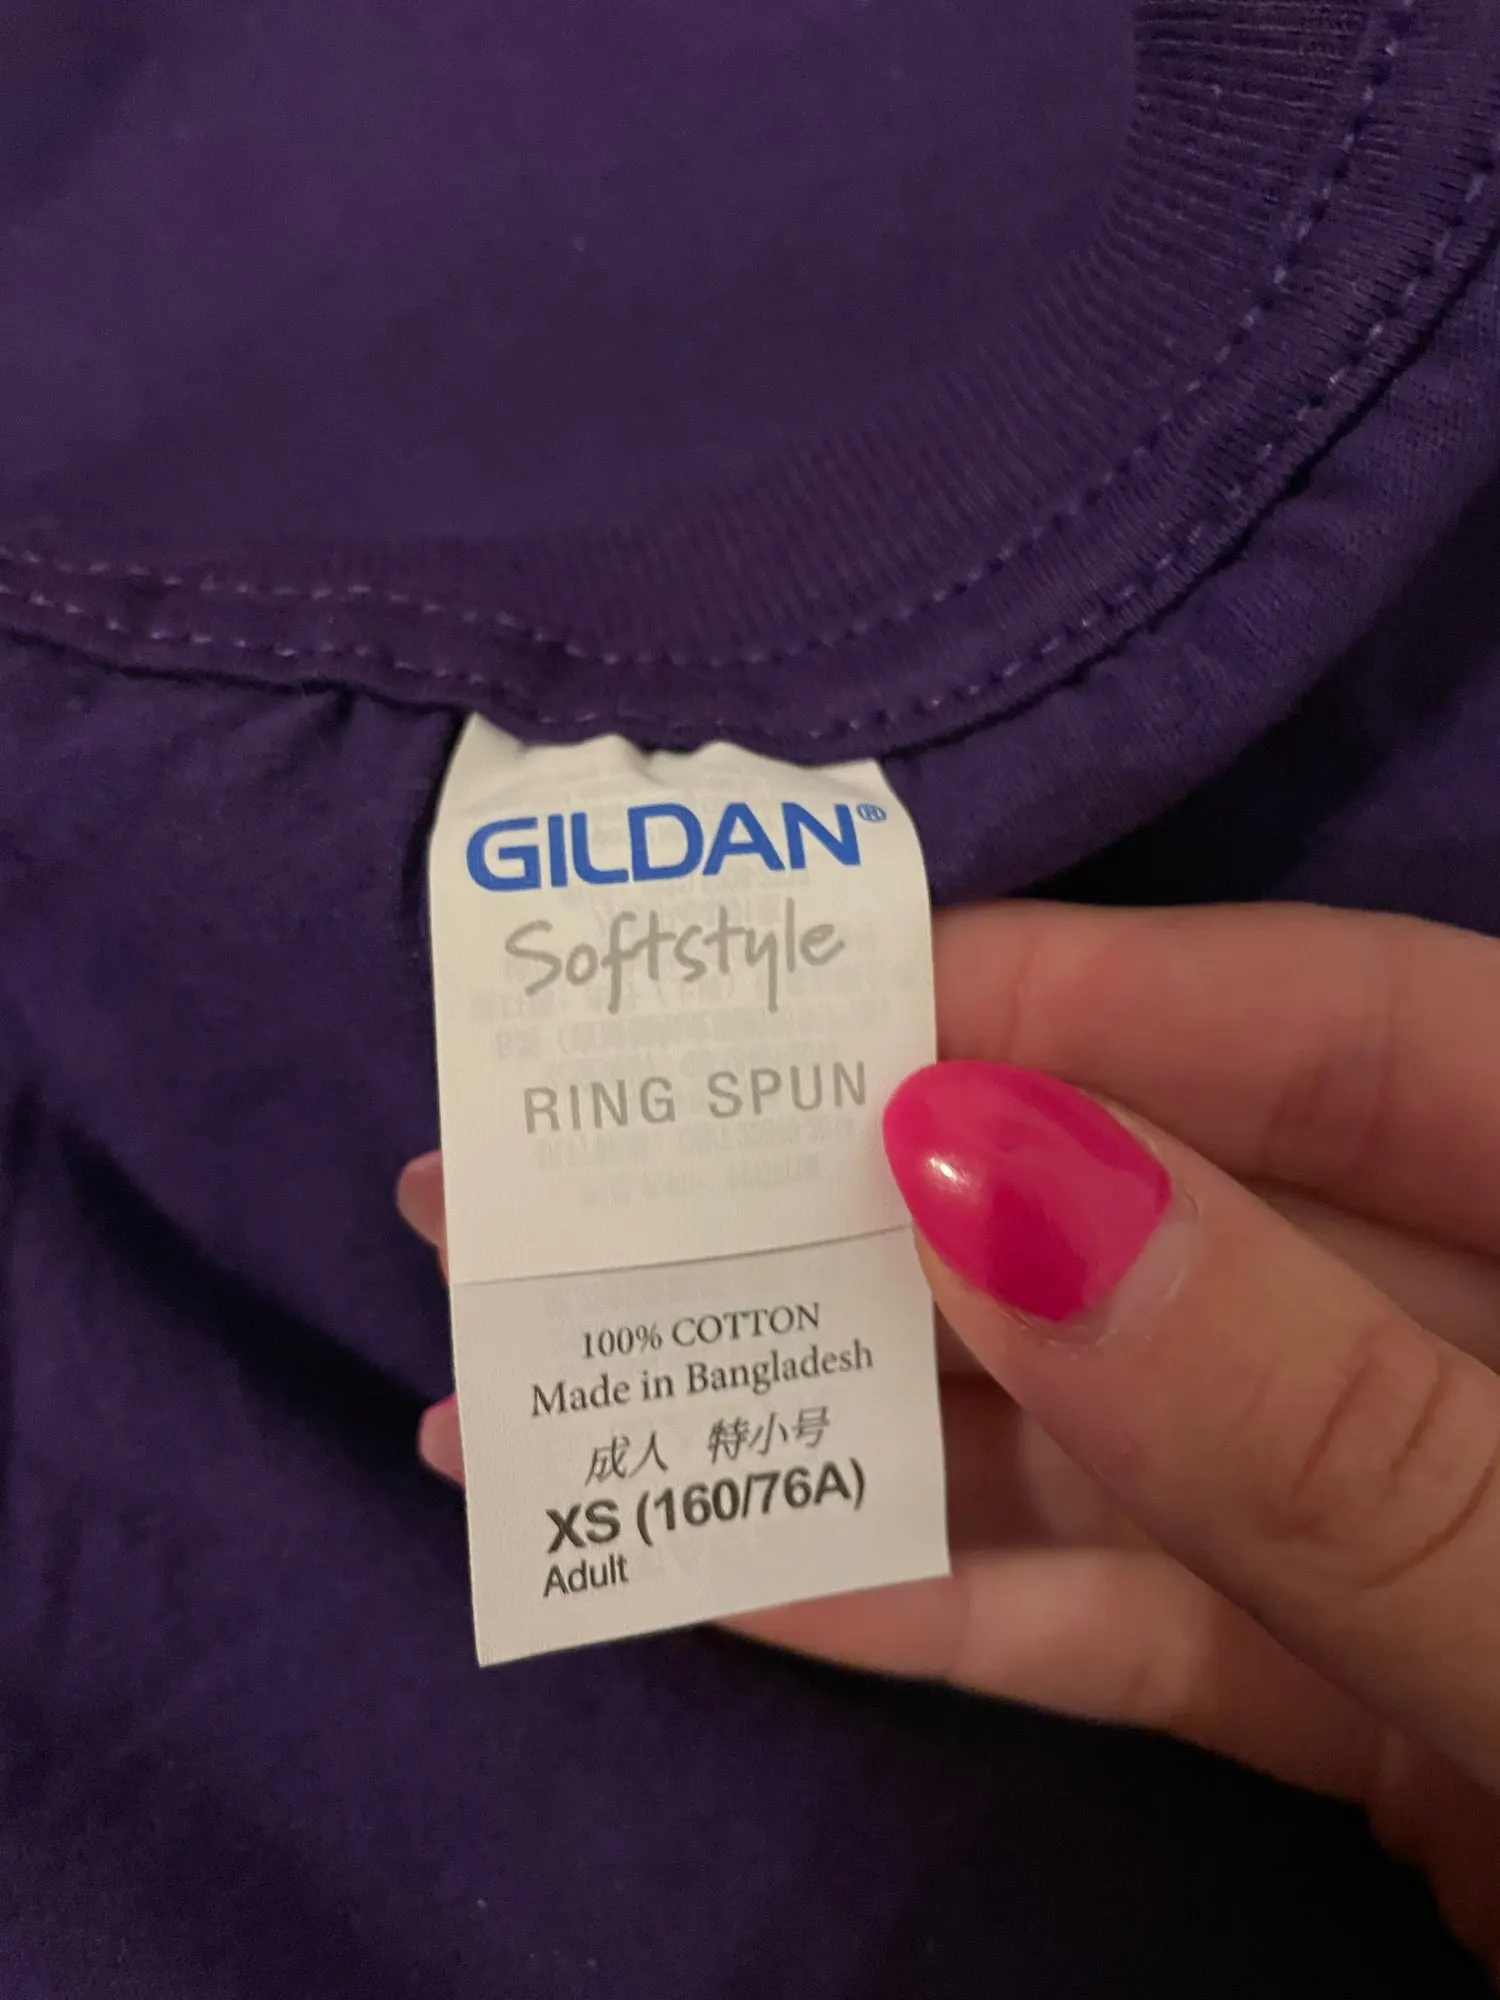 GILDAN®
Softstyle
RING SPUN
100% COTTON
Made in Bangladesh
成人 特小号
XS (160/76A)
Adult